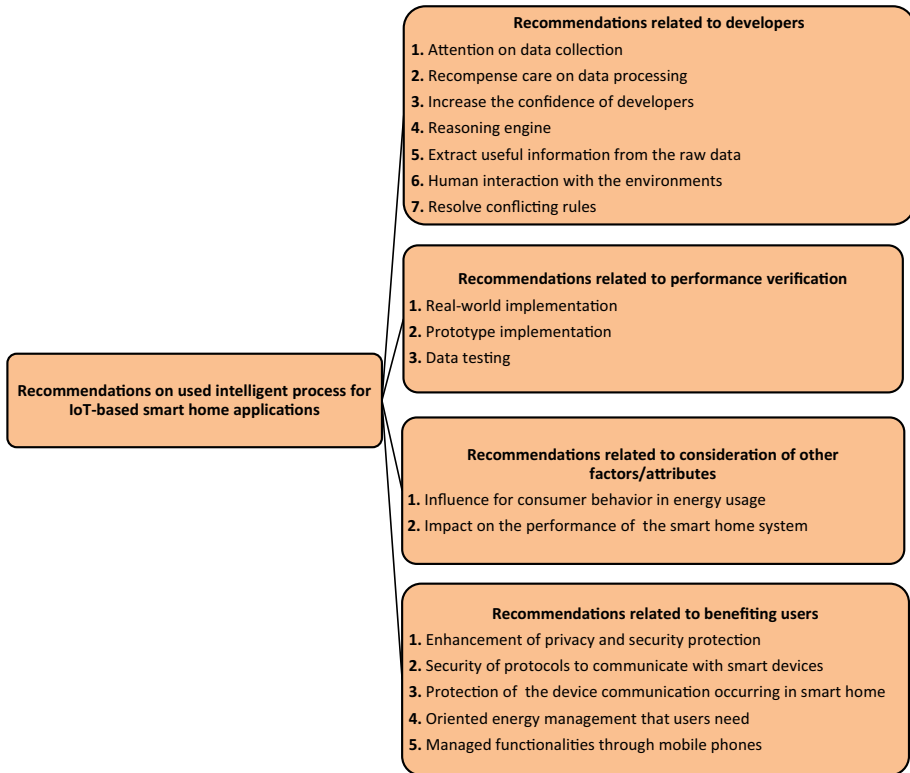 Recommendations related to developers
1. Attention on data collection
2. Recompense care on data processing
3. Increase the confidence of developers
4. Reasoning engine
5. Extract useful information from the raw data
6. Human interaction with the environments
7. Resolve conflicting rules
Recommendations related to performance verification
1. Real-world implementation
2. Prototype implementation
3. Data testing
Recommendations on used intelligent process for
IoT-based smart home applications
Recommendations related to consideration of other
factors/attributes
1. Influence for consumer behavior in energy usage
2. Impact on the performance of the smart home system
Recommendations related to benefiting users
1. Enhancement of privacy and security protection
2. Security of protocols to communicate with smart devices
3. Protection of the device communication occurring in smart home
4. Oriented energy management that users need
5. Managed functionalities through mobile phones